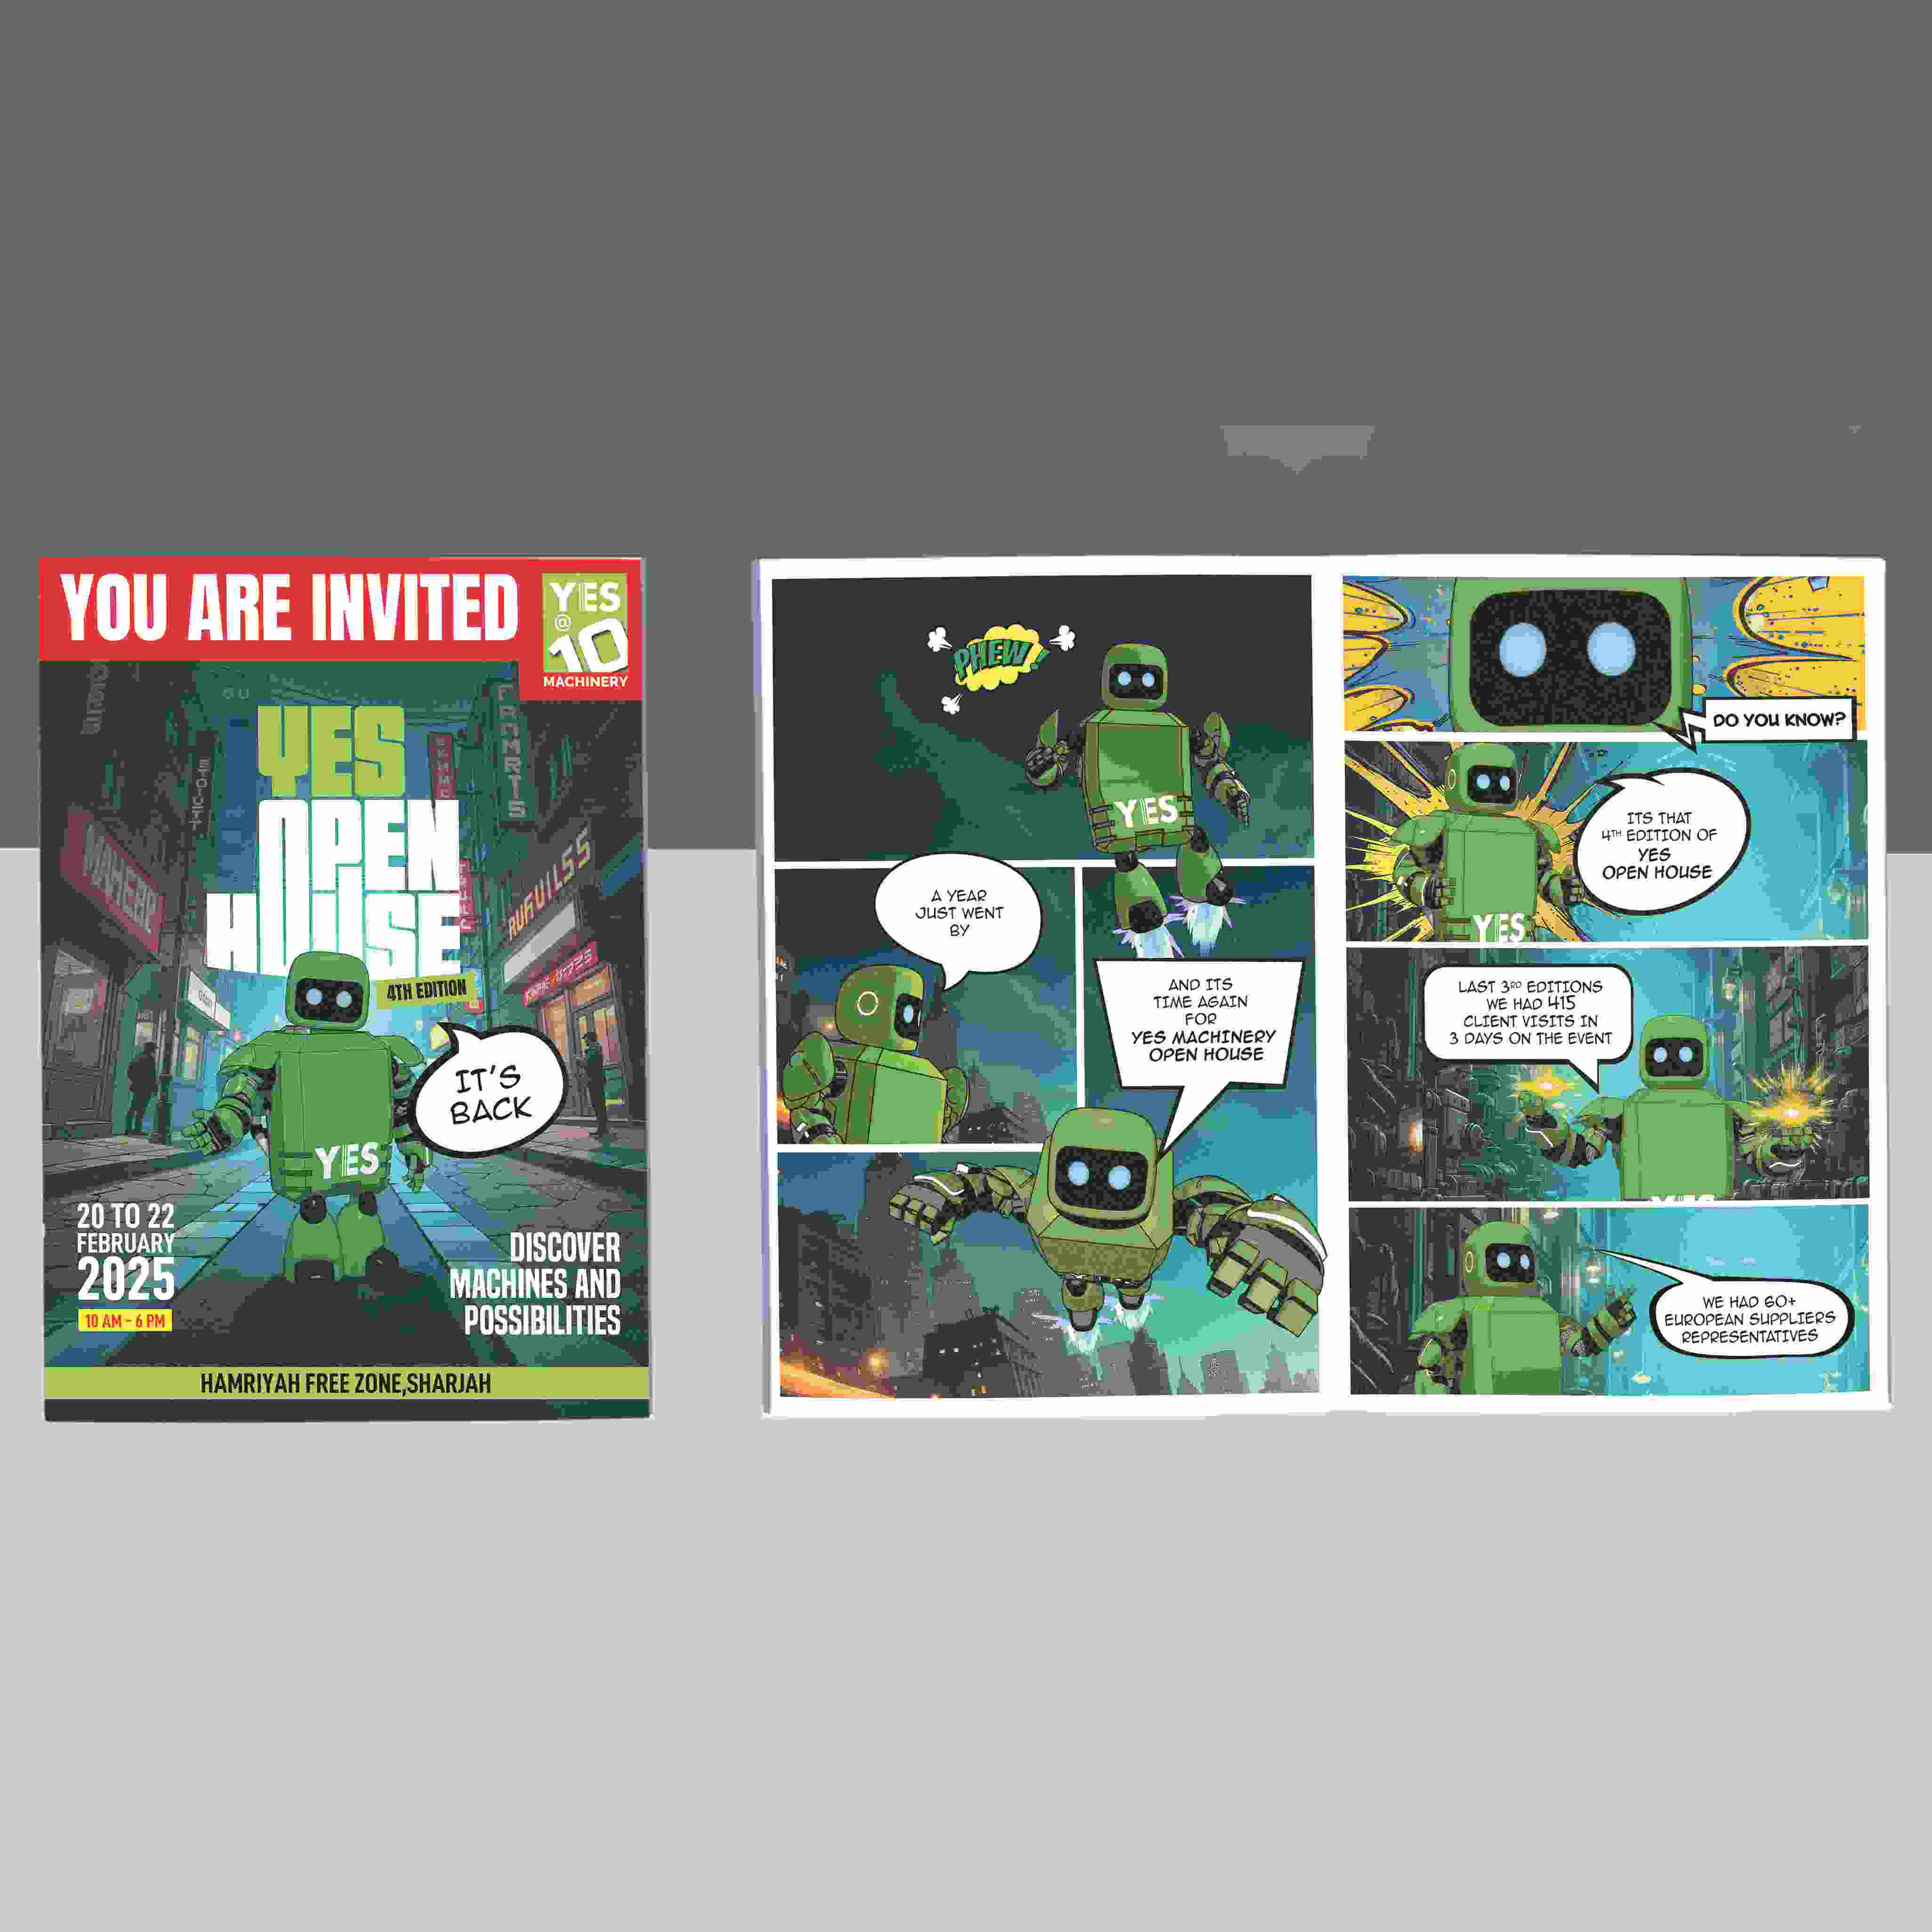 YOU ARE INVITED
YES
@
10
MACHINERY
YES
OPEN
HOUSE
4TH EDITION
IT'S
BACK
YES
20 TO 22
FEBRUARY
2025
10 AM - 6 PM
DISCOVER
MACHINES AND
POSSIBILITIES
HAMRIYAH FREE ZONE,SHARJAH
PHEW!
YES
A YEAR
JUST WENT
BY
AND ITS
TIME AGAIN
FOR
YES MACHINERY
OPEN HOUSE
DO YOU KNOW?
ITS THAT
4TH EDITION OF
YES
OPEN HOUSE
YES
LAST 3RD EDITIONS
WE HAD 415
CLIENT VISITS IN
3 DAYS ON THE EVENT
YES
WE HAD 60+
EUROPEAN SUPPLIERS
REPRESENTATIVES